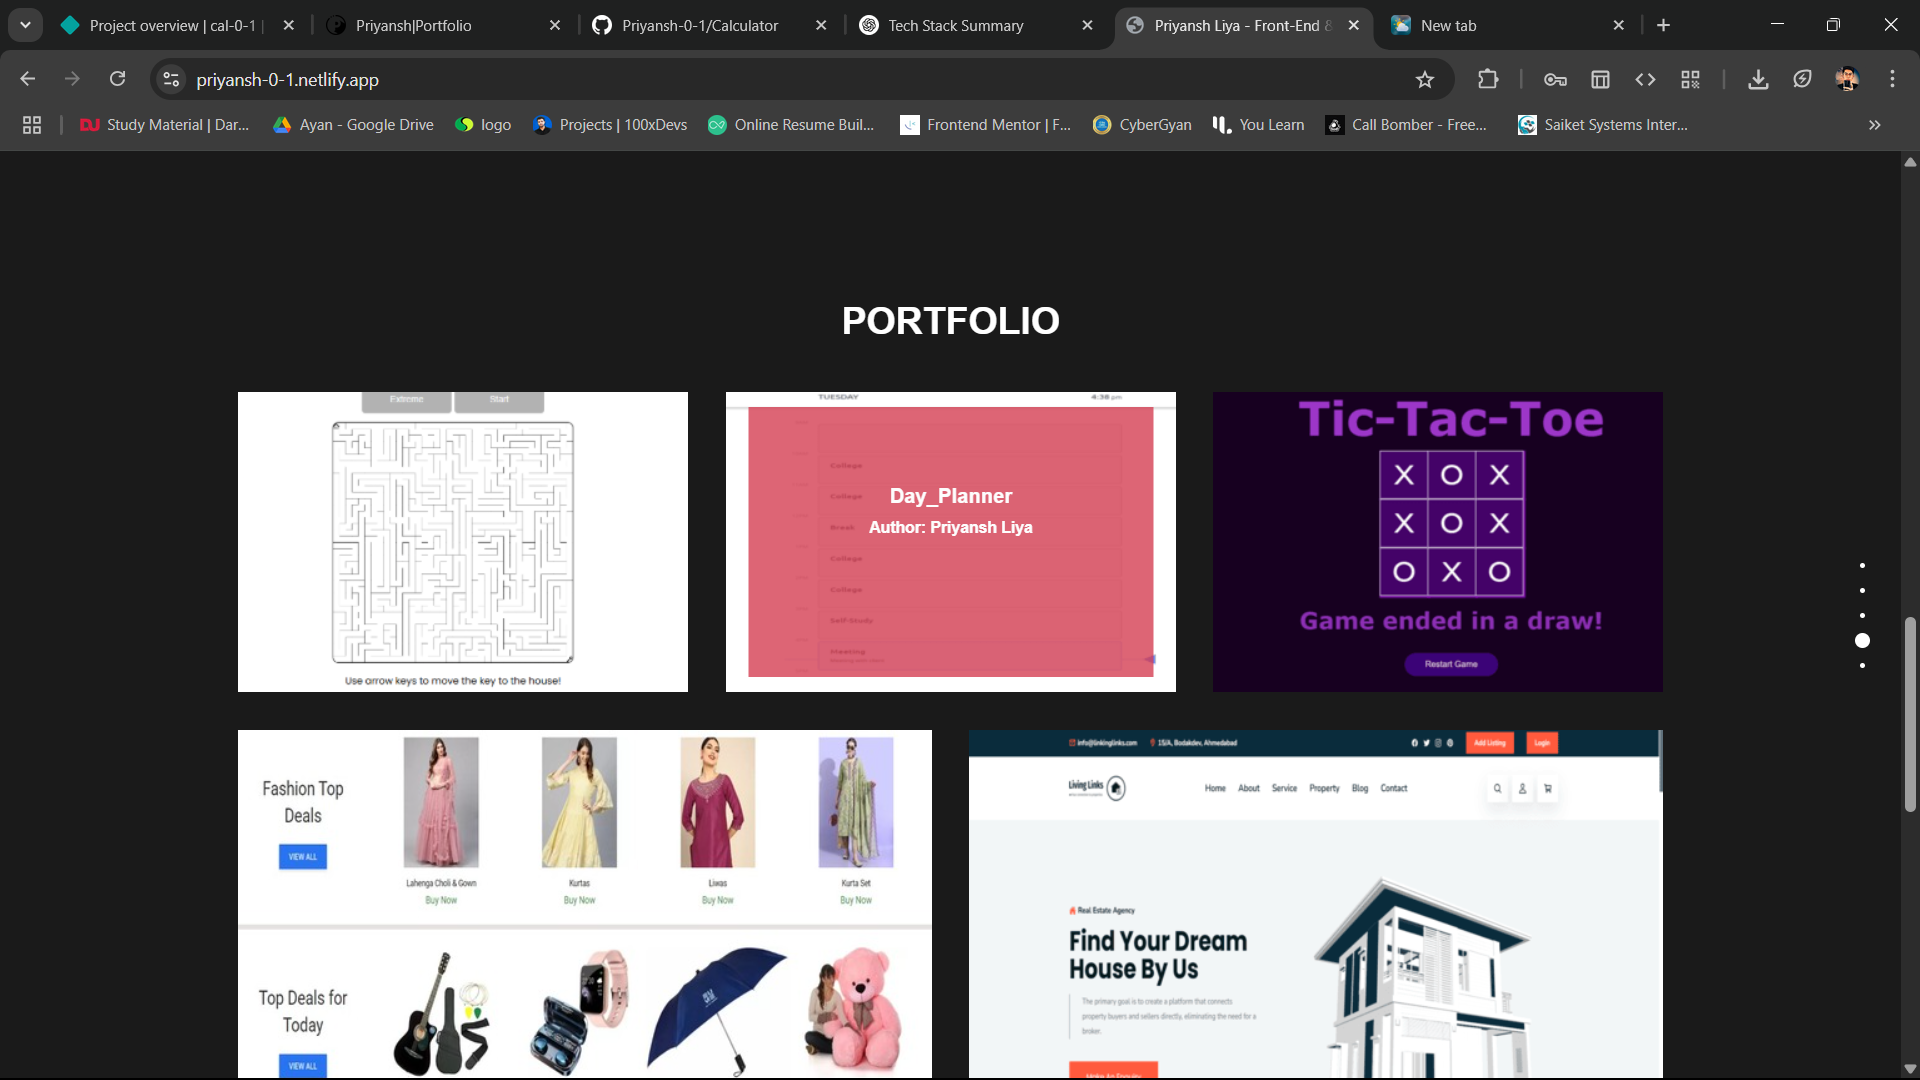 Project overview | cal-0-1 |
Priyansh|Portfolio
Priyansh-0-1/Calculator
Tech Stack Summary
Priyansh Liya - Front-End &
New tab
priyansh-0-1.netlify.app
Study Material | Dar...
Ayan - Google Drive
logo
Projects | 100xDevs
Online Resume Buil...
Frontend Mentor | F...
CyberGyan
You Learn
Call Bomber - Free...
Saiket Systems Inter...
PORTFOLIO
Extreme
Start
Use arrow keys to move the key to the house!
TUESDAY
4:38 pm
College
College
Day_Planner
Break
Author: Priyansh Liya
College
College
Self-Study
Meeting
Tic-Tac-Toe
X O X
X O X
O X O
Game ended in a draw!
Restart Game
Fashion Top
Deals
VIEW ALL
Lahenga Choli & Gown
Buy Now
Kurtas
Buy Now
Liwas
Buy Now
Kurta Set
Buy Now
Top Deals for
Today
VIEW ALL
info@linkinglinks.com
15/A, Bodakdev, Ahmedabad
Add Listing
Login
Living Links
Home
About
Service
Property
Blog
Contact
Real Estate Agency
Find Your Dream
House By Us
The primary goal is to create a platform that connects
property buyers and sellers directly, eliminating the need for a
broker.
Make An Enquiry